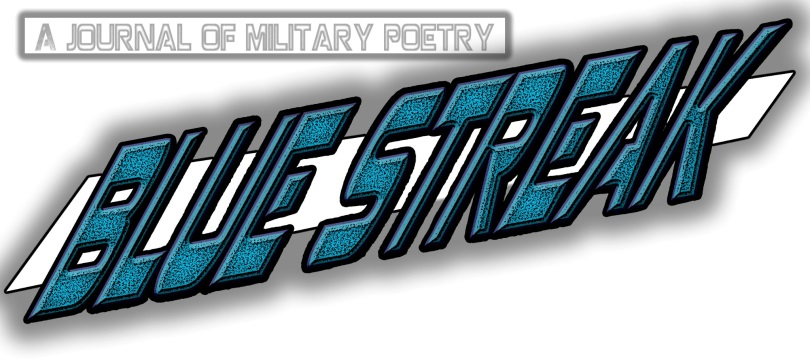 A JOURNAL OF MILITARY POETRY
BLUE STREAK